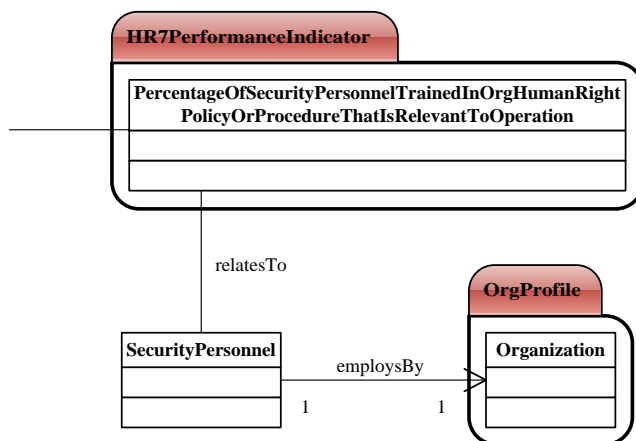 HR7PerformanceIndicator
PercentageOfSecurityPersonnelTrainedInOrgHumanRight
PolicyOrProcedureThatIsRelevantToOperation
relatesTo
OrgProfile
SecurityPersonnel
employsBy
Organization
1
1